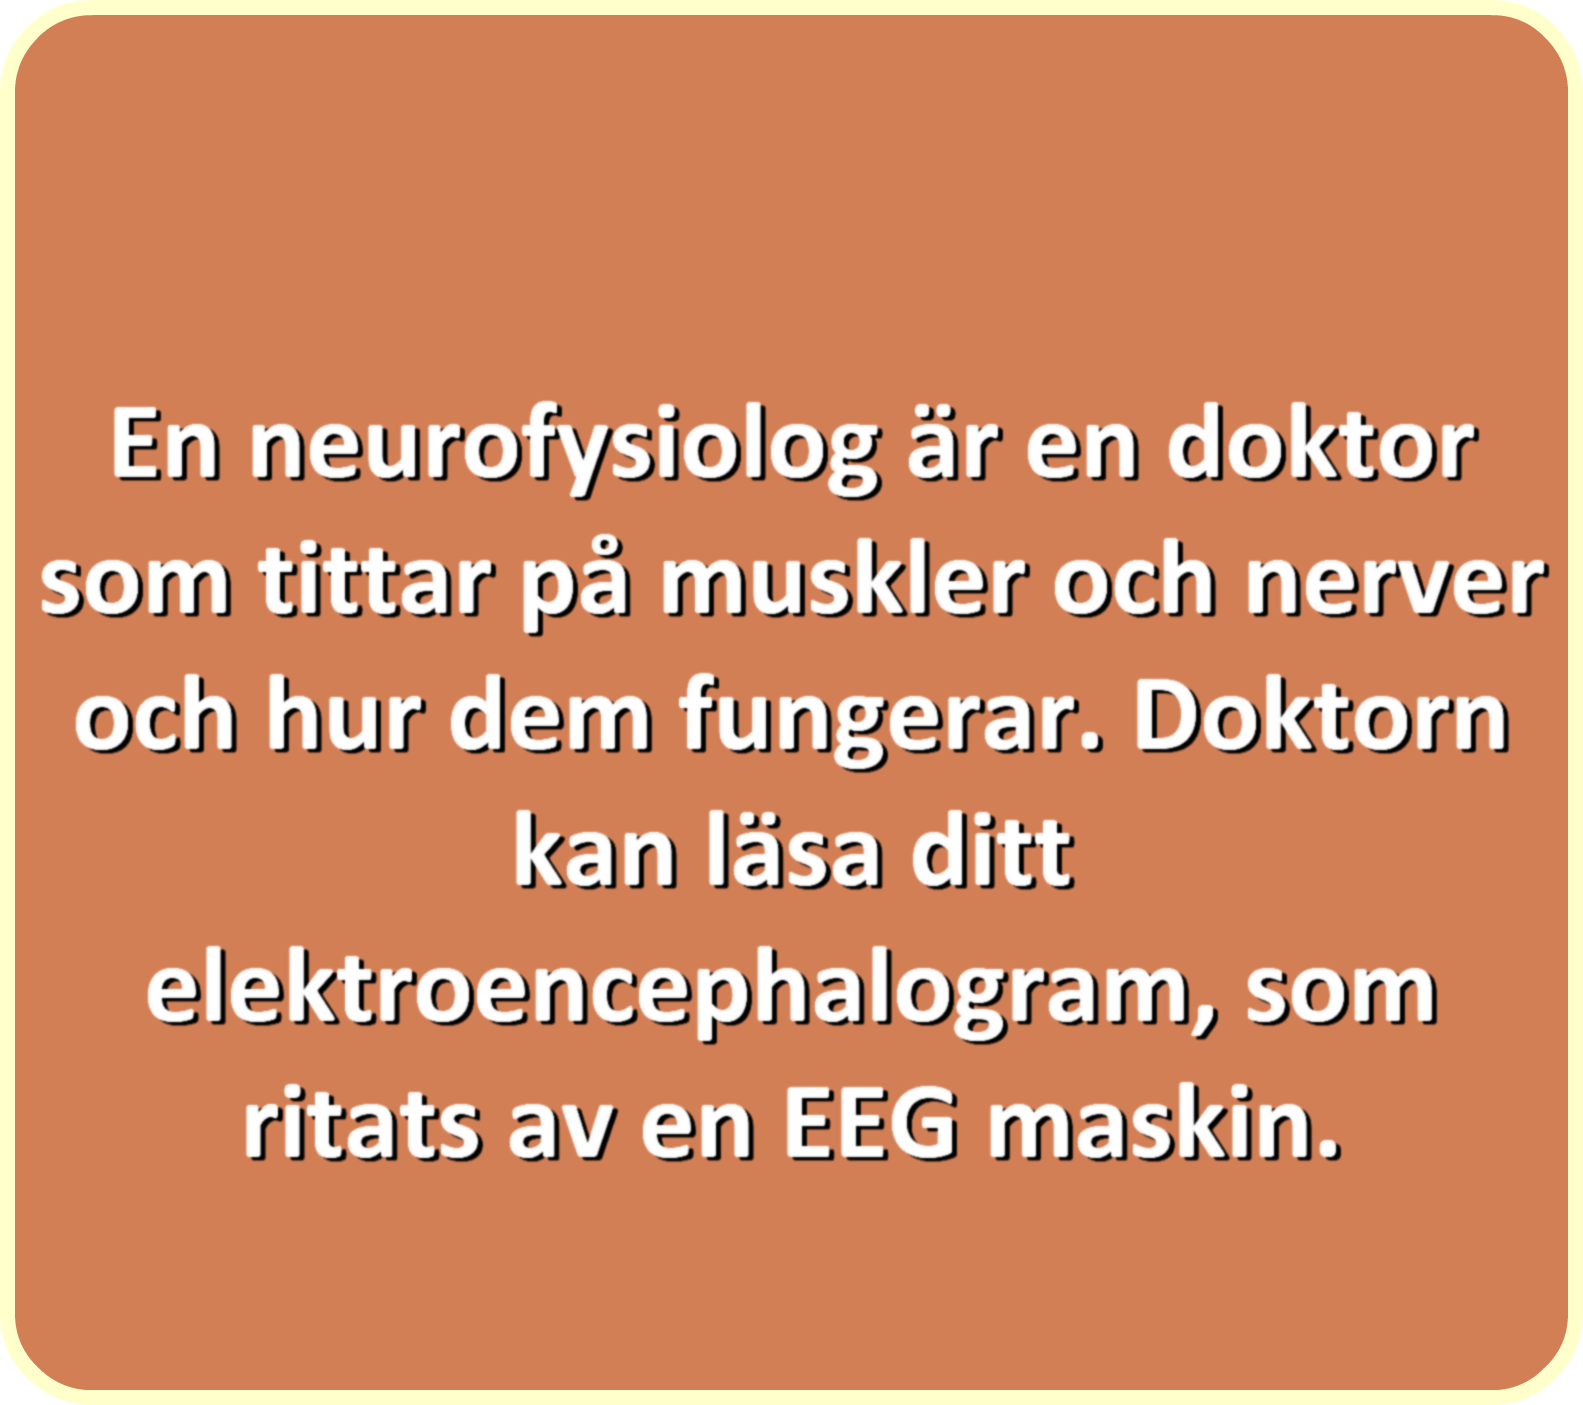 En neurofysiolog är en doktor
som tittar på muskler och nerver
och hur dem fungerar. Doktorn
kan läsa ditt
elektroencephalogram, som
ritats av en EEG maskin.